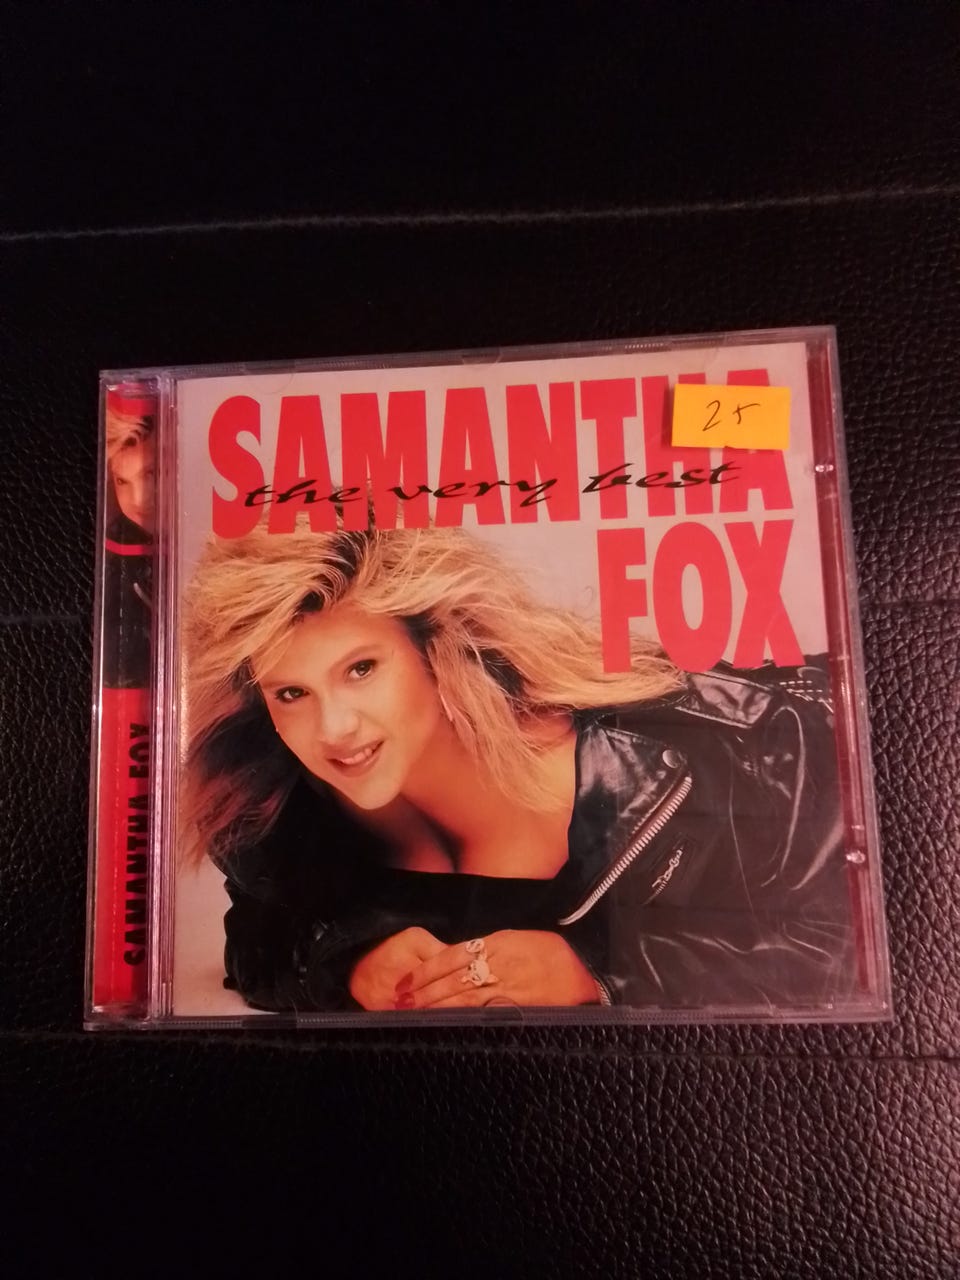 SAMANTHA
the very best
FOX
25
SAMANTHA FOX